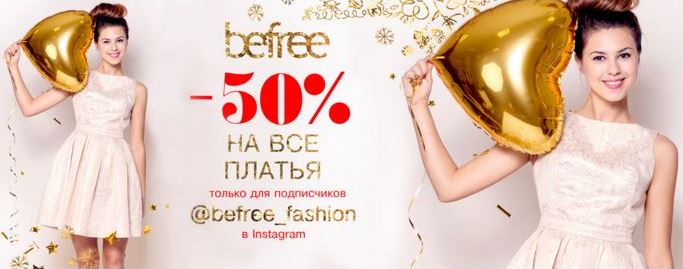 befree
-50%
НА ВСЕ
ПЛАТЬЯ
только для подписчиков
@befree_fashion
в Instagram